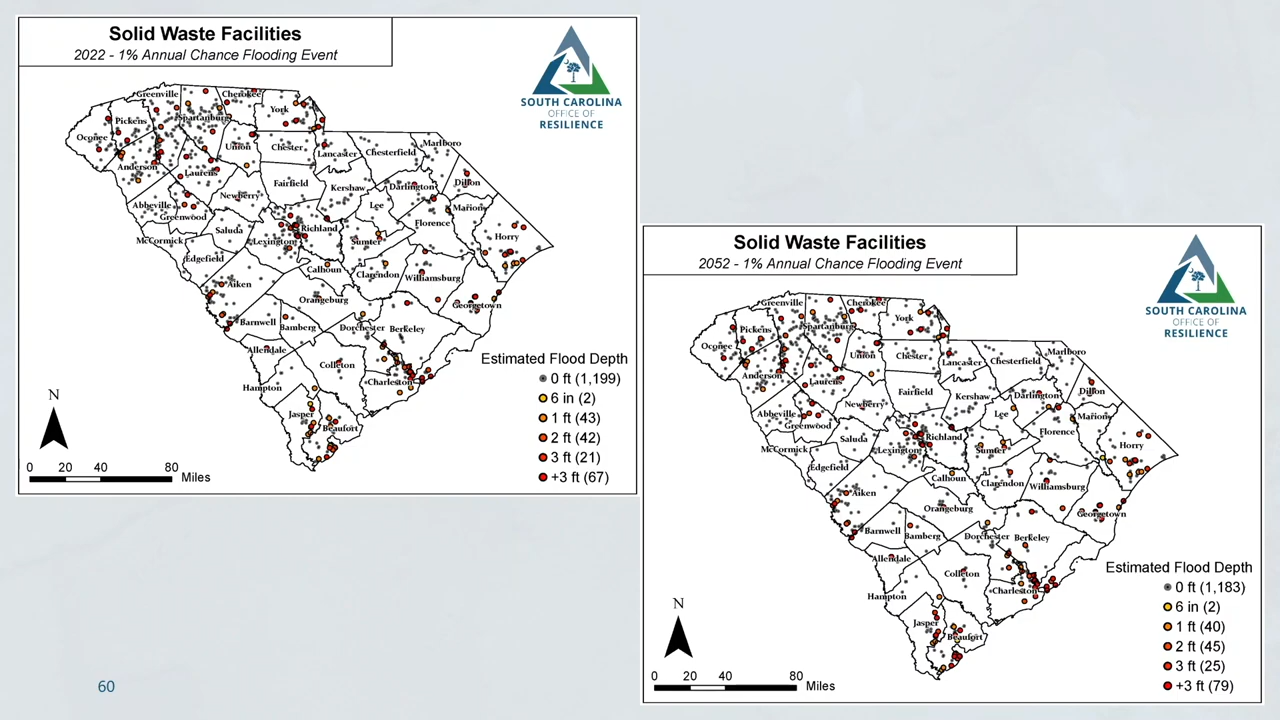 Solid Waste Facilities
2022 - 1% Annual Chance Flooding Event
SOUTH CAROLINA
OFFICE OF
RESILIENCE
Greenville
Cherokee
York
Pickens
Spartanburg
Oconee
Union
Chester
Lancaster
Chesterfield
Marlboro
Anderson
Laurens
Fairfield
Kershaw
Darlington
Dillon
Newberry
Abbeville
Greenwood
Lee
Marion
Saluda
Richland
Florence
McCormick
Lexington
Sumter
Horry
Edgefield
Calhoun
Clarendon
Williamsburg
Aiken
Orangeburg
Georgetown
Barnwell
Bamberg
Dorchester
Berkeley
Allendale
Colleton
Hampton
Charleston
Jasper
Beaufort
Estimated Flood Depth
0 ft (1,199)
6 in (2)
1 ft (43)
2 ft (42)
3 ft (21)
+3 ft (67)
N
0 20 40 80
Miles
Solid Waste Facilities
2052 - 1% Annual Chance Flooding Event
SOUTH CAROLINA
OFFICE OF
RESILIENCE
Greenville
Cherokee
York
Pickens
Spartanburg
Oconee
Union
Chester
Lancaster
Chesterfield
Marlboro
Anderson
Laurens
Fairfield
Kershaw
Darlington
Dillon
Newberry
Abbeville
Greenwood
Lee
Marion
Saluda
Richland
Florence
McCormick
Lexington
Sumter
Horry
Edgefield
Calhoun
Clarendon
Williamsburg
Aiken
Orangeburg
Georgetown
Barnwell
Bamberg
Dorchester
Berkeley
Allendale
Colleton
Hampton
Charleston
Jasper
Beaufort
Estimated Flood Depth
0 ft (1,183)
6 in (2)
1 ft (40)
2 ft (45)
3 ft (25)
+3 ft (79)
N
0 20 40 80
Miles
60